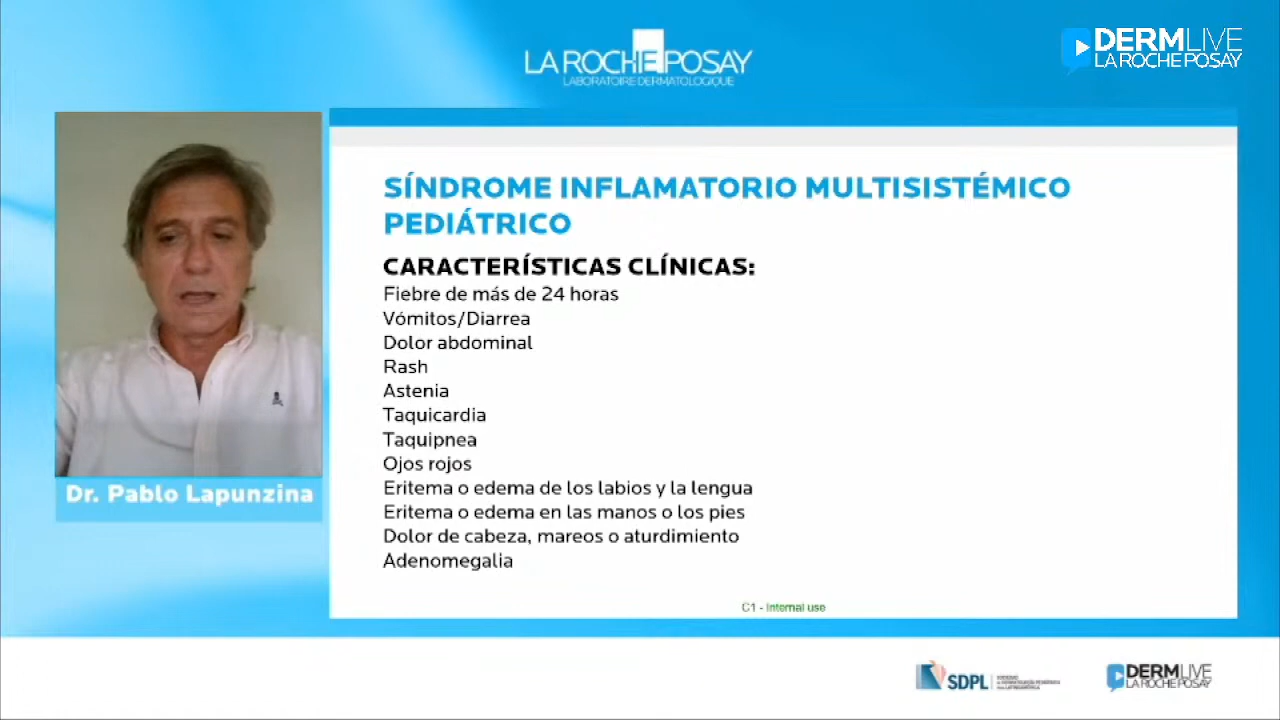 LA ROCHE POSAY
LABORATOIRE DERMATOLOGIQUE
DERMLIVE
LA ROCHE POSAY
SÍNDROME INFLAMATORIO MULTISISTÉMICO
PEDIÁTRICO
CARACTERÍSTICAS CLÍNICAS:
Fiebre de más de 24 horas
Vómitos/Diarrea
Dolor abdominal
Rash
Astenia
Taquicardia
Taquipnea
Ojos rojos
Eritema o edema de los labios y la lengua
Eritema o edema en las manos o los pies
Dolor de cabeza, mareos o aturdimiento
Adenomegalia
Dr. Pablo Lapunzina
C1 - Internal use
SDPL
DERMLIVE
LA ROCHE POSAY